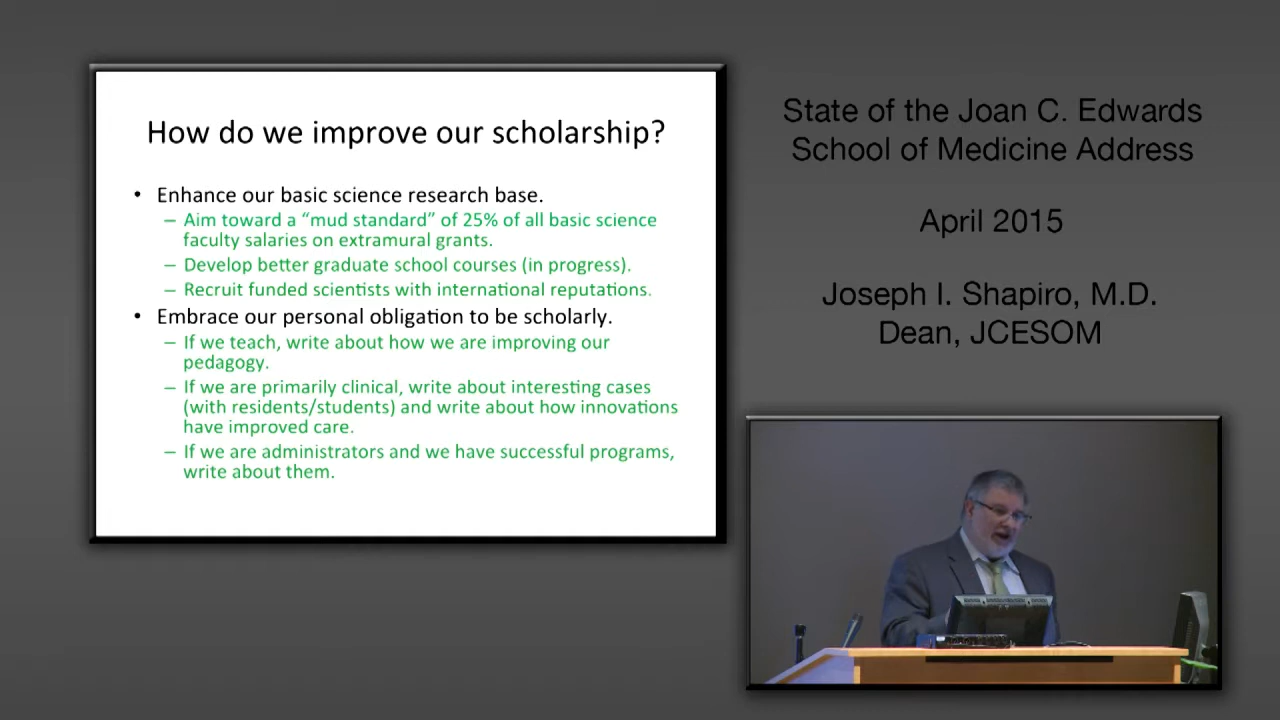 How do we improve our scholarship?
• Enhance our basic science research base.
– Aim toward a “mud standard” of 25% of all basic science
faculty salaries on extramural grants.
– Develop better graduate school courses (in progress).
– Recruit funded scientists with international reputations.
• Embrace our personal obligation to be scholarly.
– If we teach, write about how we are improving our
pedagogy.
– If we are primarily clinical, write about interesting cases
(with residents/students) and write about how innovations
have improved care.
– If we are administrators and we have successful programs,
write about them.
State of the Joan C. Edwards
School of Medicine Address
April 2015
Joseph I. Shapiro, M.D.
Dean, JCESOM